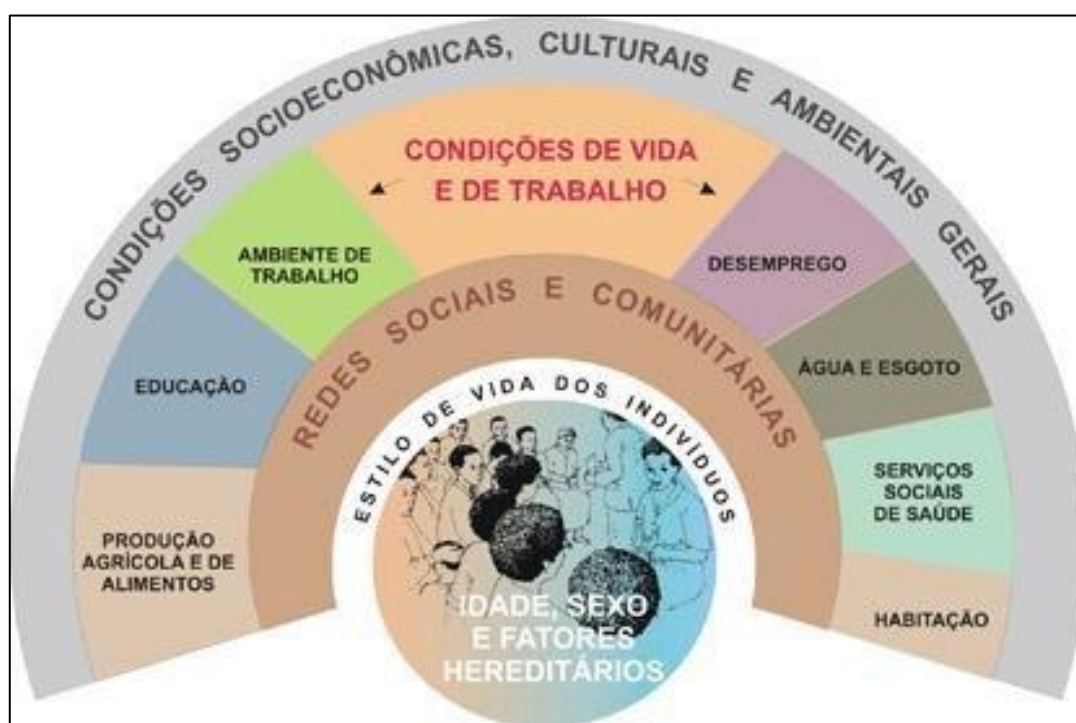 CONDIÇÕES SOCIOECONÔMICAS, CULTURAIS E AMBIENTAIS GERAIS
CONDIÇÕES DE VIDA
E DE TRABALHO
AMBIENTE DE
TRABALHO
DESEMPREGO
EDUCAÇÃO
ÀGUA E ESGOTO
PRODUÇÃO
AGRÍCOLA E DE
ALIMENTOS
SERVIÇOS
SOCIAIS
DE SAÚDE
HABITAÇÃO
REDES SOCIAIS E COMUNITÁRIAS
ESTILO DE VIDA DOS INDIVÍDUOS
IDADE, SEXO
E FATORES
HEREDITÁRIOS